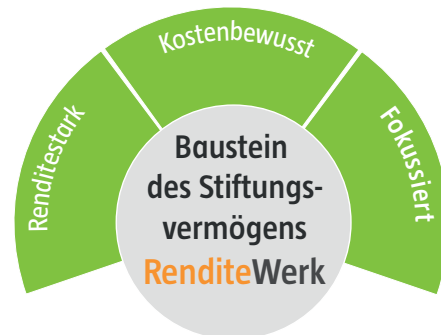 Renditestark
Kostenbewusst
Fokussiert
Baustein
des Stiftungs-
vermögens
RenditeWerk